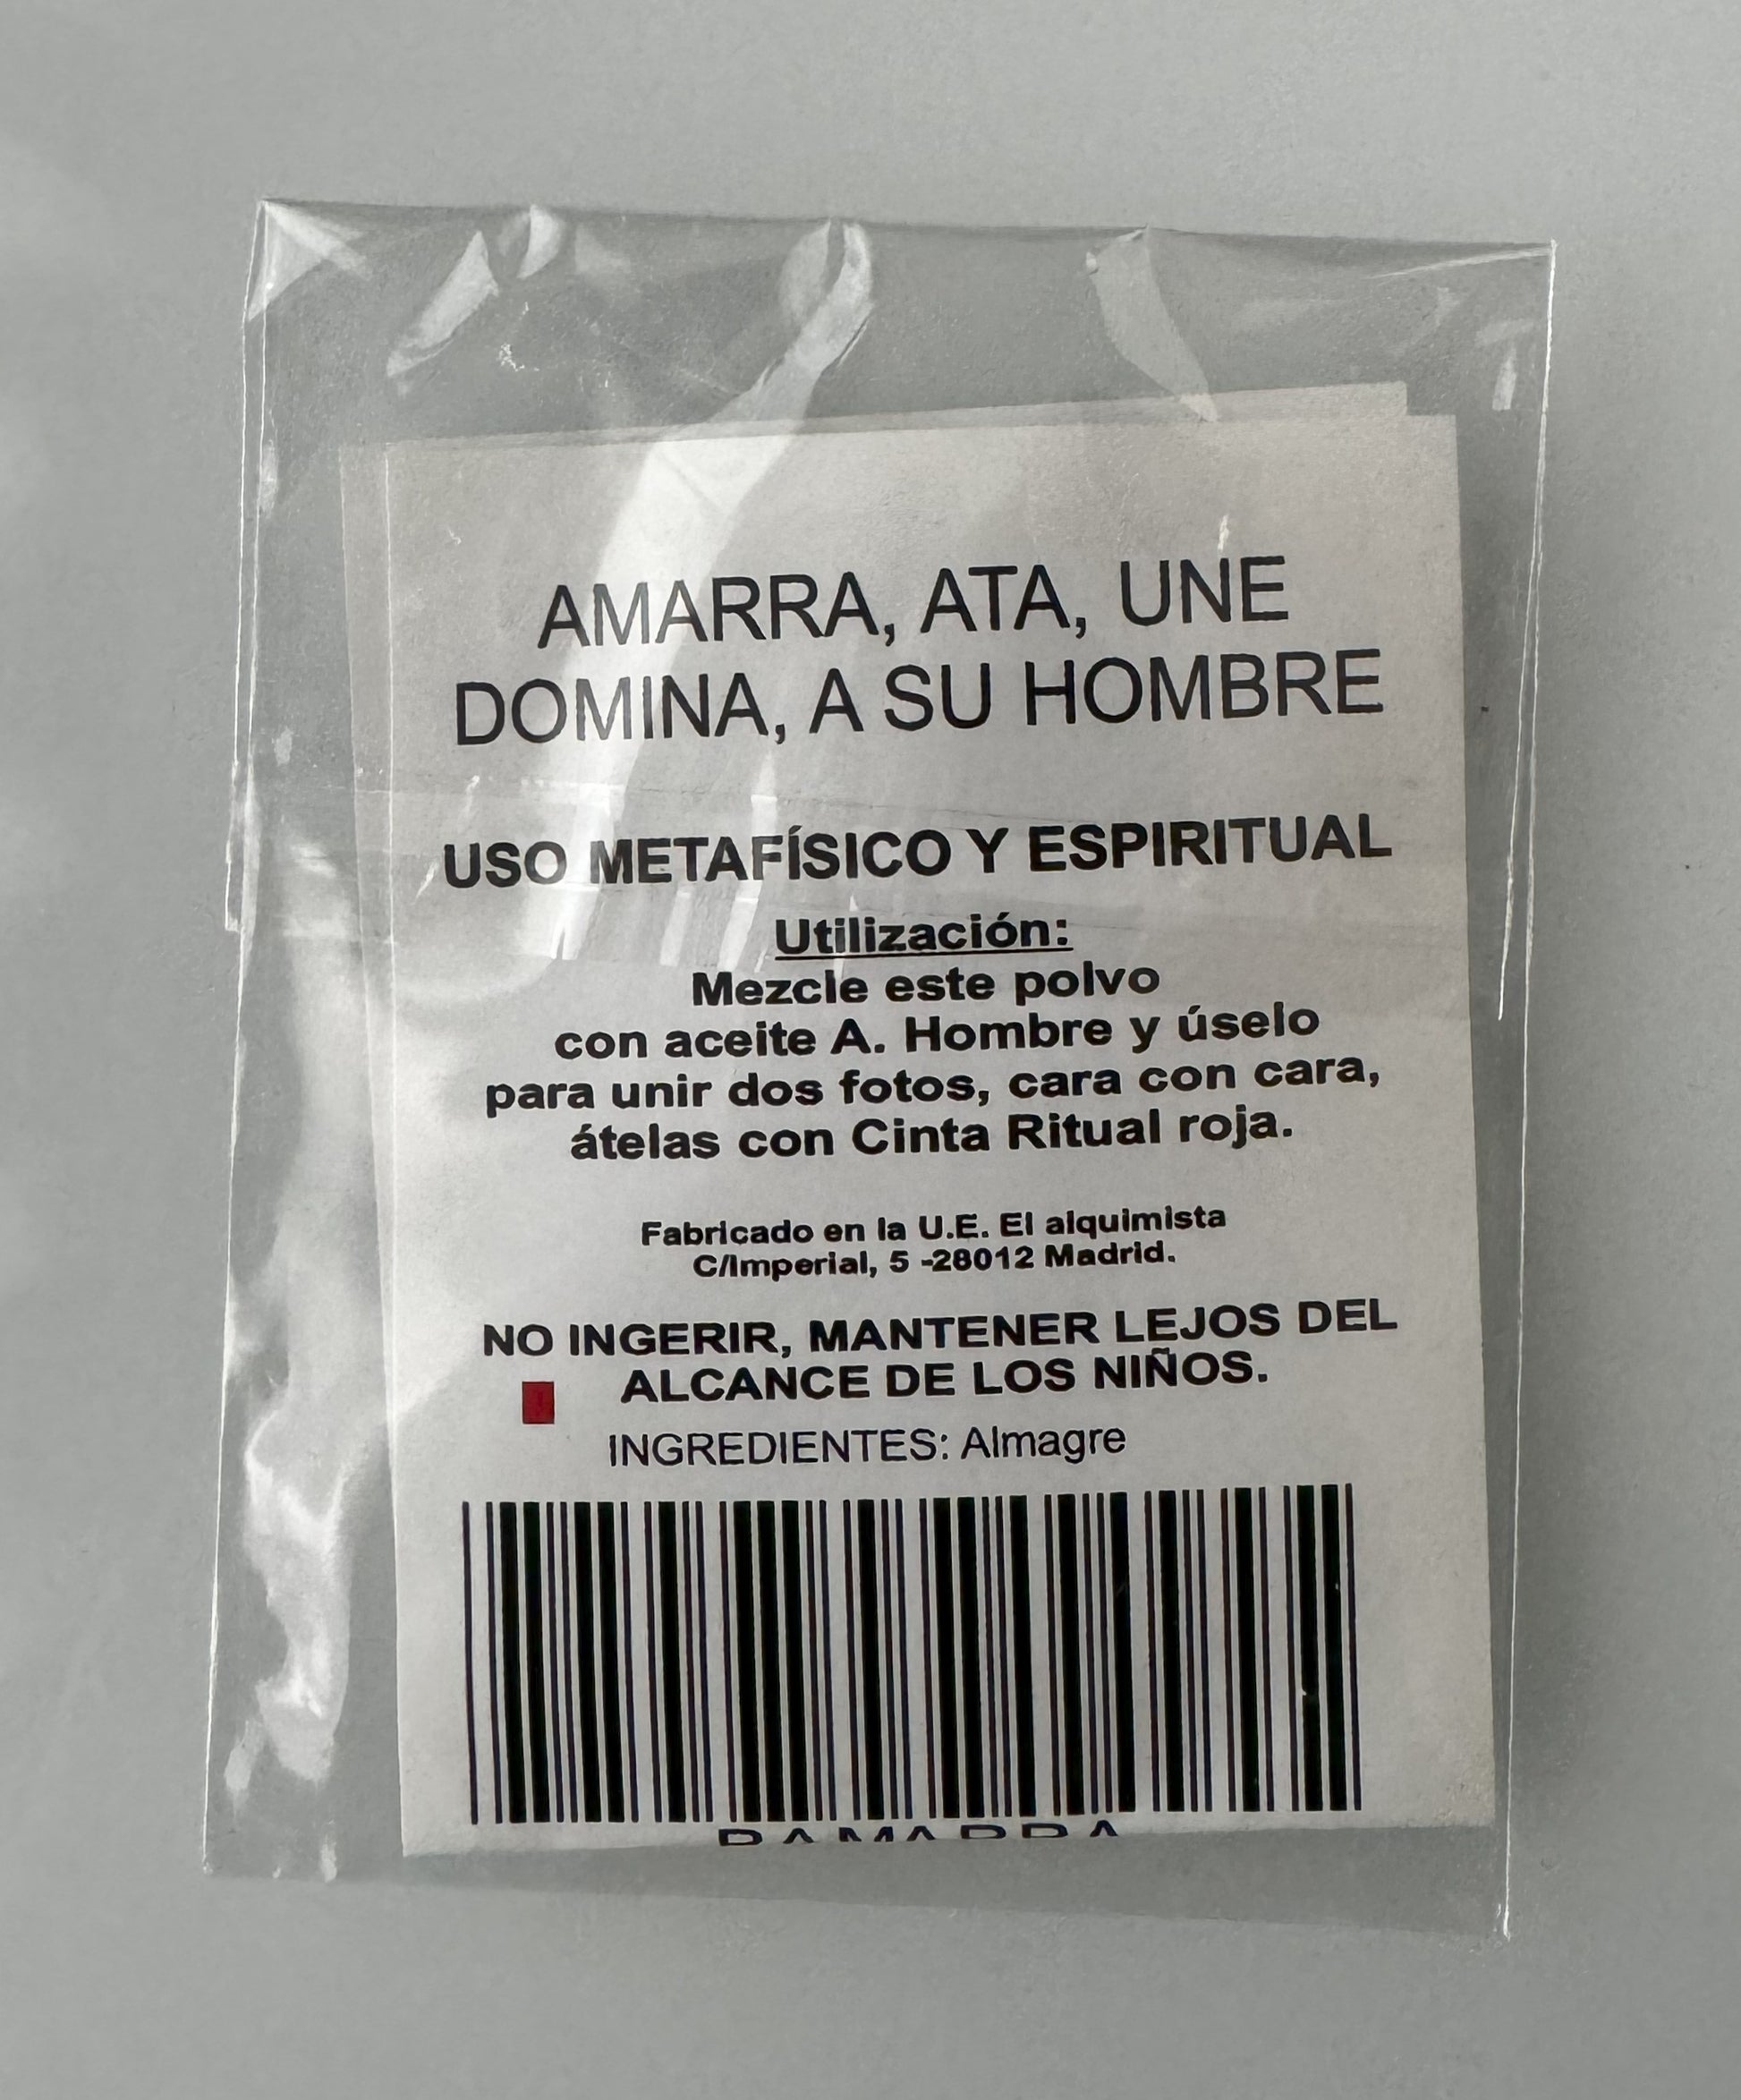 AMARRA, ATA, UNE
DOMINA, A SU HOMBRE
USO METAFÍSICO Y ESPIRITUAL
Utilización:
Mezcle este polvo
con aceite A. Hombre y úselo
para unir dos fotos, cara con cara,
átelas con Cinta Ritual roja.
Fabricado en la U.E. El alquimista
C/Imperial, 5 -28012 Madrid.
NO INGERIR, MANTENER LEJOS DEL
ALCANCE DE LOS NIÑOS.
INGREDIENTES: Almagre